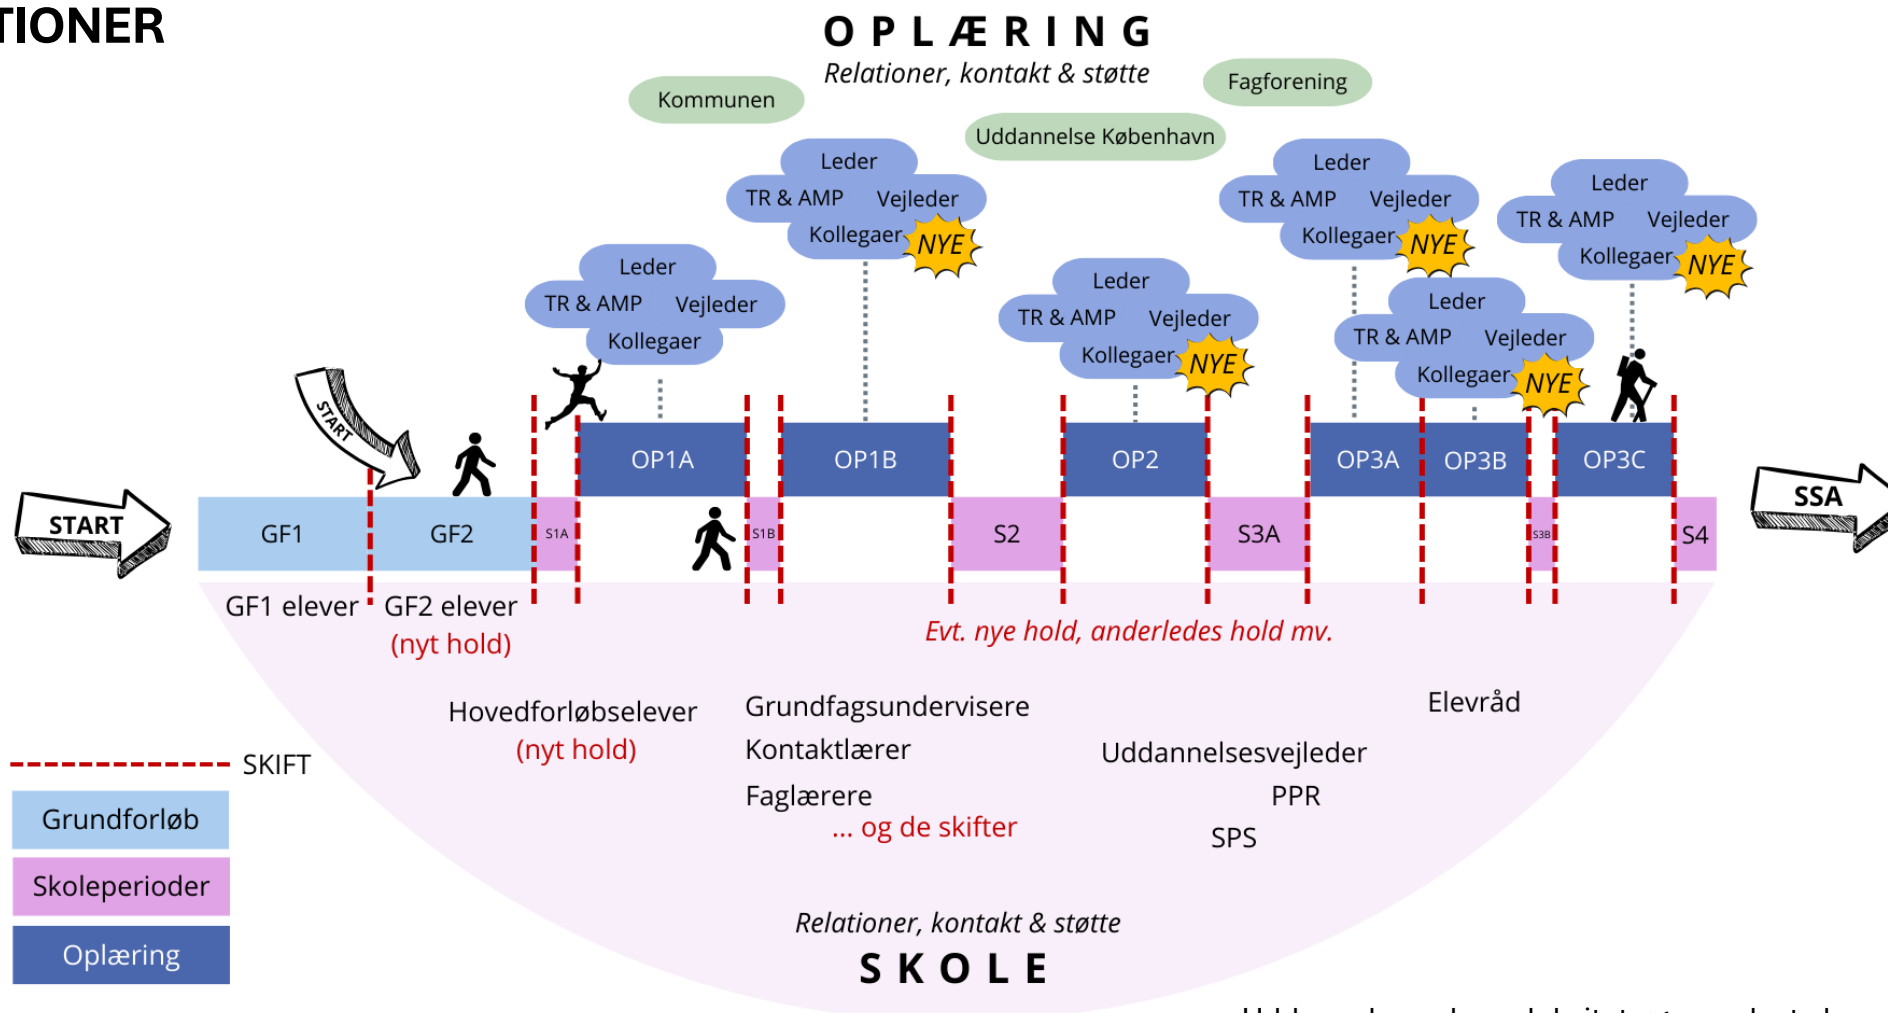 TIONER
OPLÆRING
Relationer, kontakt & støtte
Kommunen
Fagforening
Uddannelse København
Leder
TR & AMP Vejleder
Kollegaer
Leder
TR & AMP Vejleder
Kollegaer NYE
Leder
TR & AMP Vejleder
Kollegaer NYE
Leder
TR & AMP Vejleder
Kollegaer NYE
Leder
TR & AMP Vejleder
Kollegaer NYE
Leder
TR & AMP Vejleder
Kollegaer NYE
START
OP1A OP1B OP2 OP3A OP3B OP3C
START GF1 GF2 S1A S1B S2 S3A S3B S4 SSA
GF1 elever GF2 elever
(nyt hold)
Evt. nye hold, anderledes hold mv.
Hovedforløbselever
(nyt hold)
Grundfagsundervisere
Kontaktlærer
Faglærere
... og de skifter
Elevråd
Uddannelsesvejleder
PPR
SPS
SKIFT
Grundforløb
Skoleperioder
Oplæring
Relationer, kontakt & støtte
SKOLE